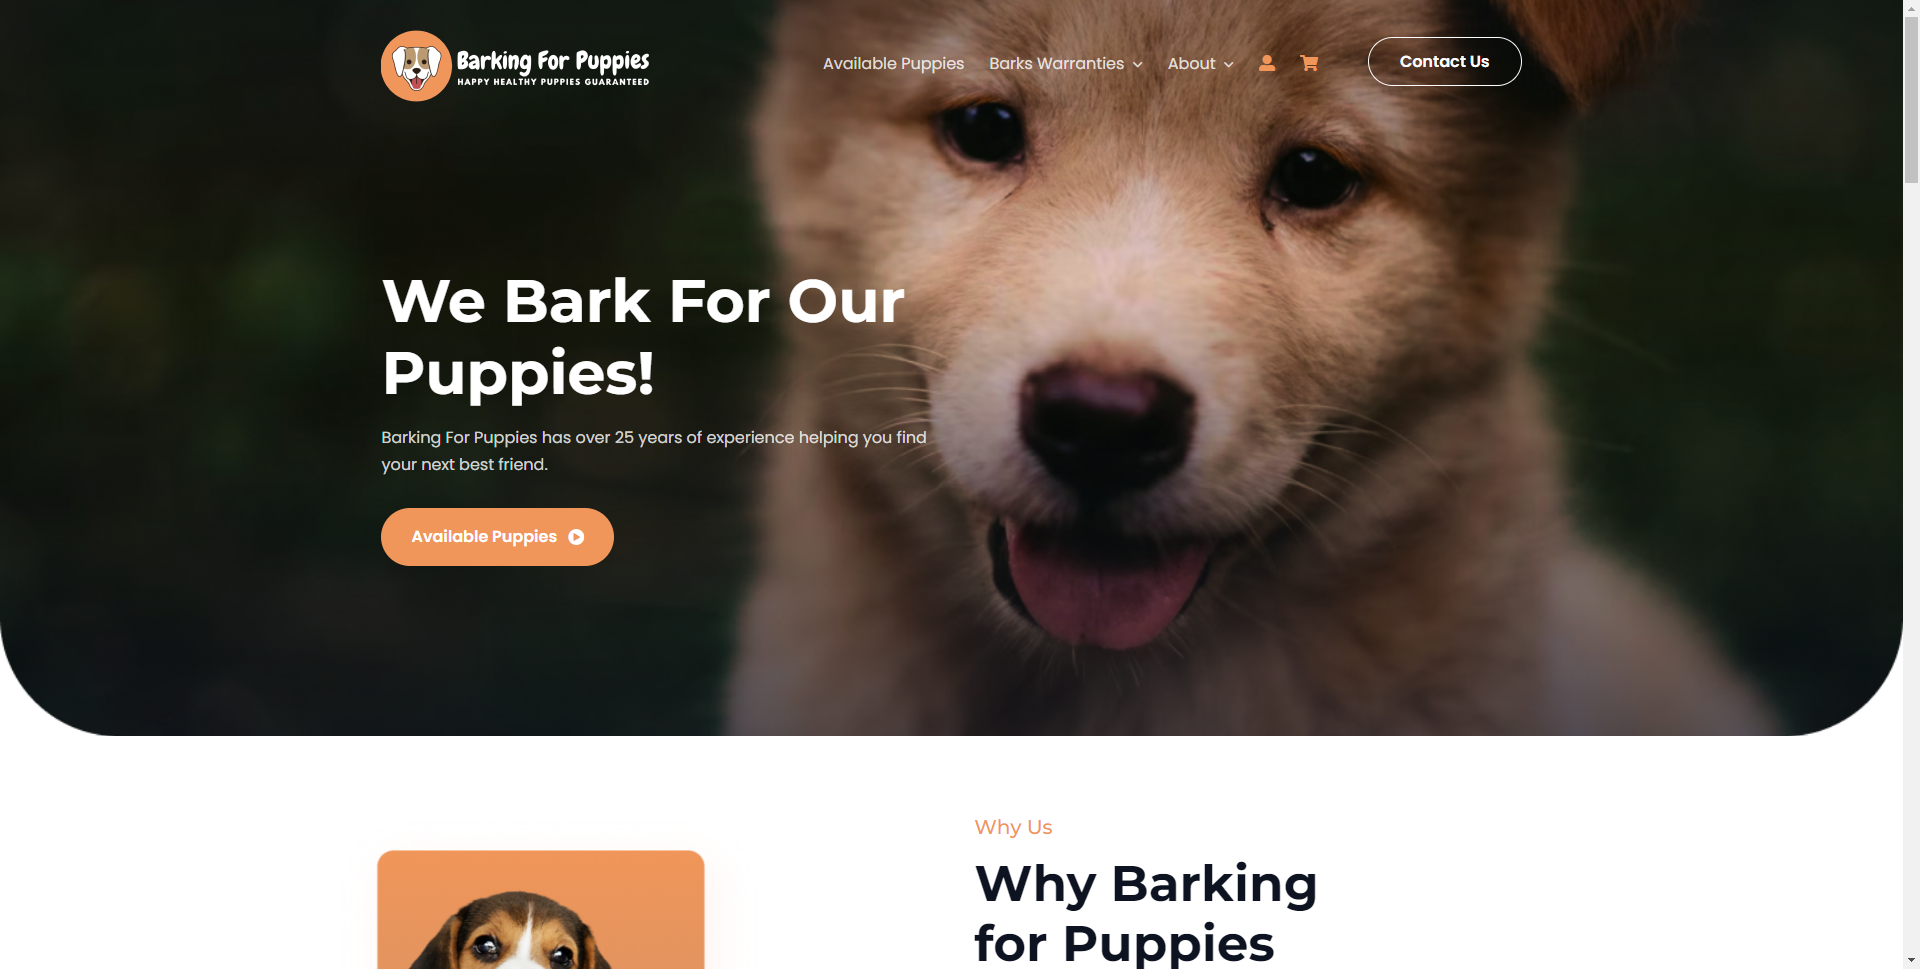 Barking For Puppies
HAPPY HEALTHY PUPPIES GUARANTEED
Available Puppies
Barks Warranties
About
Contact Us
We Bark For Our
Puppies!
Barking For Puppies has over 25 years of experience helping you find
your next best friend.
Available Puppies
Why Us
Why Barking
for Puppies